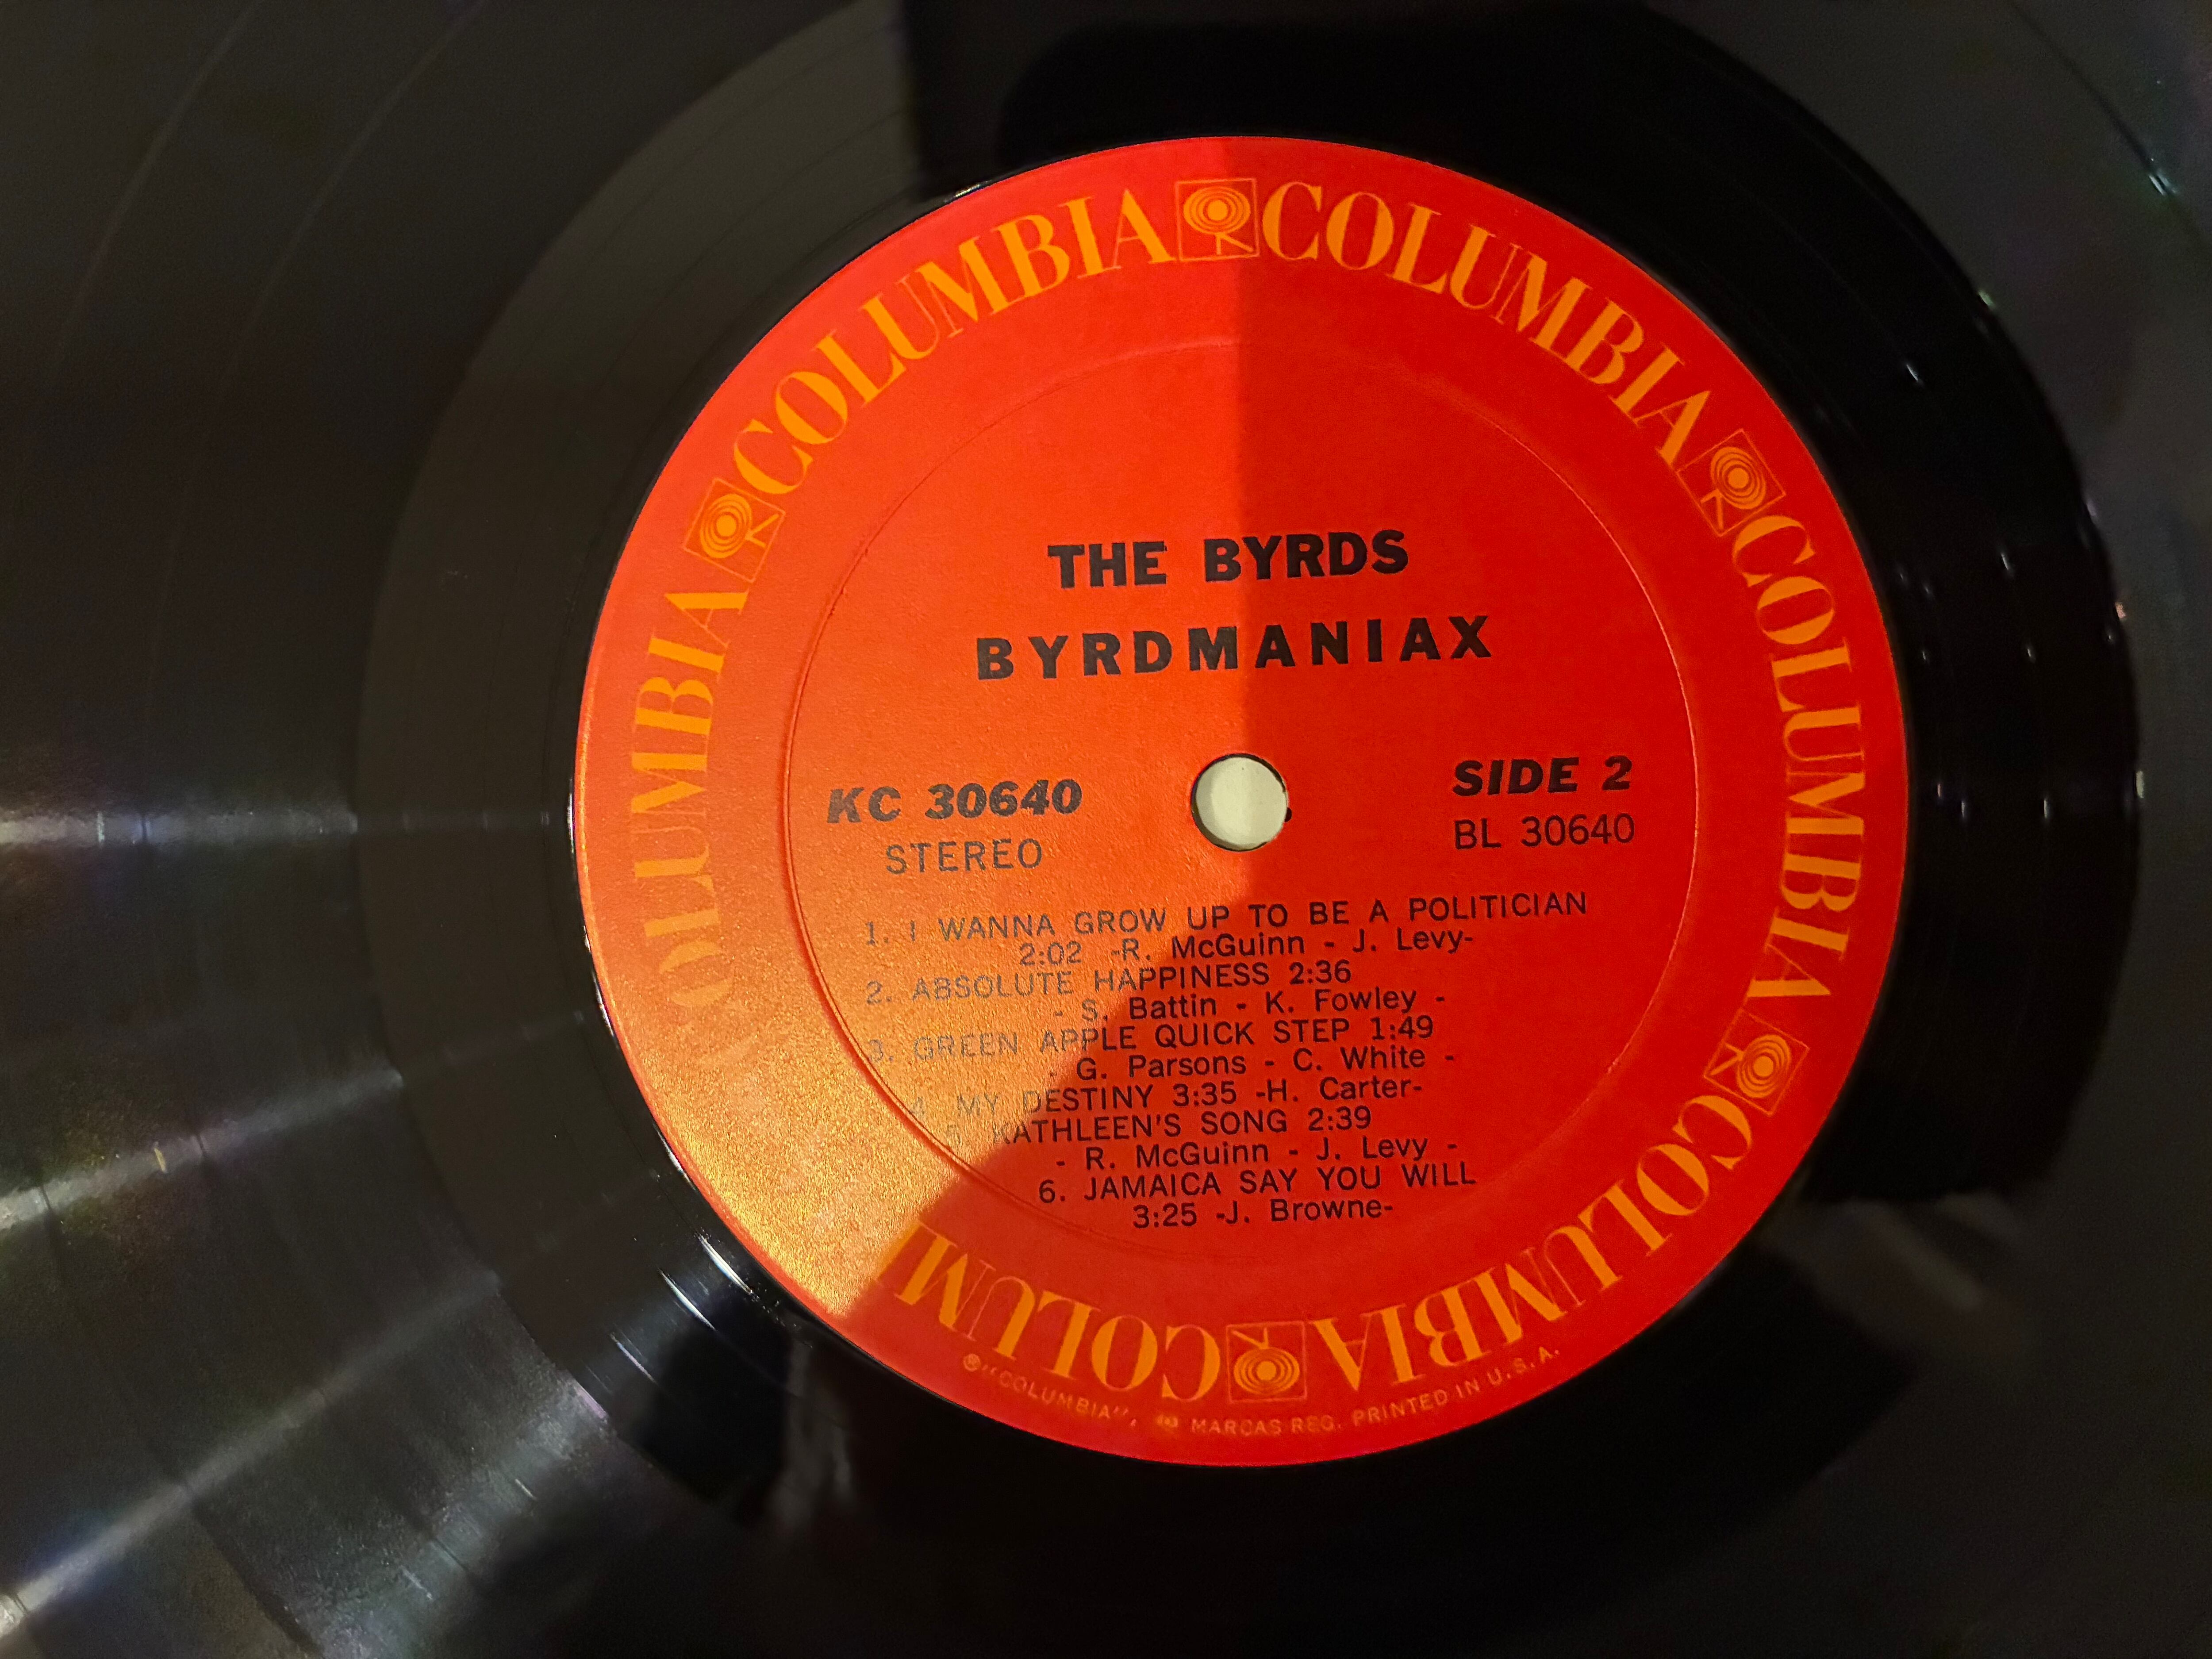 COLUMBIA COLUMBIA COLUMBIA COLUMBIA COLUMBIA COLUM
THE BYRDS
BYRDMANIAX
KC 30640
STEREO
SIDE 2
BL 30640
1. I WANNA GROW UP TO BE A POLITICIAN
2:02 -R. McGuinn - J. Levy-
2. ABSOLUTE HAPPINESS 2:36
- S. Battin - K. Fowley -
3. GREEN APPLE QUICK STEP 1:49
- G. Parsons - C. White -
4. MY DESTINY 3:35 -H. Carter-
5. KATHLEEN'S SONG 2:39
- R. McGuinn - J. Levy -
6. JAMAICA SAY YOU WILL
3:25 -J. Browne-
® "COLUMBIA", MARCAS REG. PRINTED IN U.S.A.